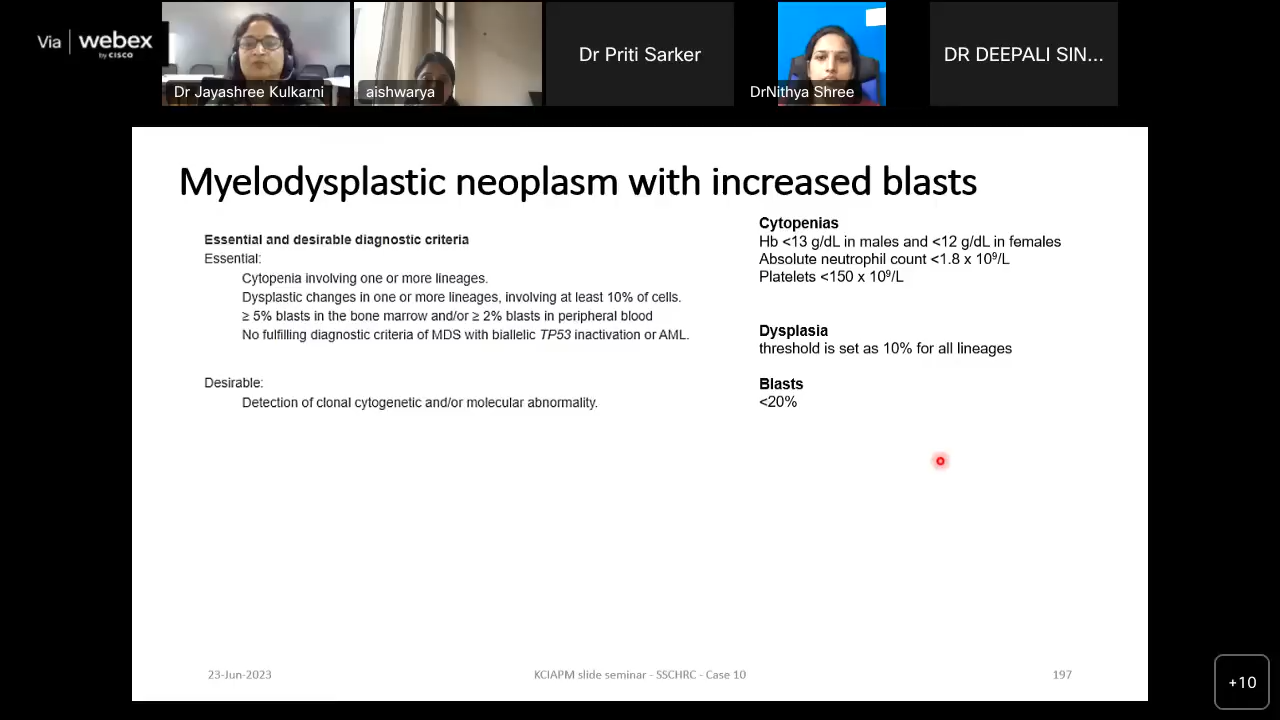 Via webex
by CISCO
Dr Jayashree Kulkarni
aishwarya
Dr Priti Sarker
DrNithya Shree
DR DEEPALI SIN...
Myelodysplastic neoplasm with increased blasts
Essential and desirable diagnostic criteria
Essential:
Cytopenia involving one or more lineages.
Dysplastic changes in one or more lineages, involving at least 10% of cells.
≥ 5% blasts in the bone marrow and/or ≥ 2% blasts in peripheral blood
No fulfilling diagnostic criteria of MDS with biallelic TP53 inactivation or AML.
Desirable:
Detection of clonal cytogenetic and/or molecular abnormality.
Cytopenias
Hb <13 g/dL in males and <12 g/dL in females
Absolute neutrophil count <1.8 x 10⁹/L
Platelets <150 x 10⁹/L
Dysplasia
threshold is set as 10% for all lineages
Blasts
<20%
23-Jun-2023
KCIAPM slide seminar - SSCHRC - Case 10
197
+10